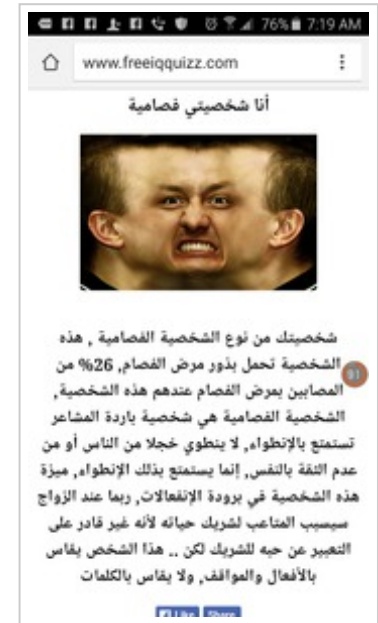 76% 7:19 AM
www.freeiqquizz.com
أنا شخصيتي فصامية
شخصيتك من نوع الشخصية الفصامية , هذه
الشخصية تحمل بذور مرض الفصام, 26% من
91
المصابين بمرض الفصام عندهم هذه الشخصية,
الشخصية الفصامية هي شخصية باردة المشاعر
تستمتع بالإنطواء, لا ينطوي خجلا من الناس أو من
عدم الثقة بالنفس, إنما يستمتع بذلك الإنطواء, ميزة
هذه الشخصية في برودة الإنفعالات, ربما عند الزواج
سيسبب المتاعب لشريك حياته لأنه غير قادر على
التعبير عن حبه للشريك لكن .. هذا الشخص يقاس
بالأفعال والمواقف, ولا يقاس بالكلمات
Like Share